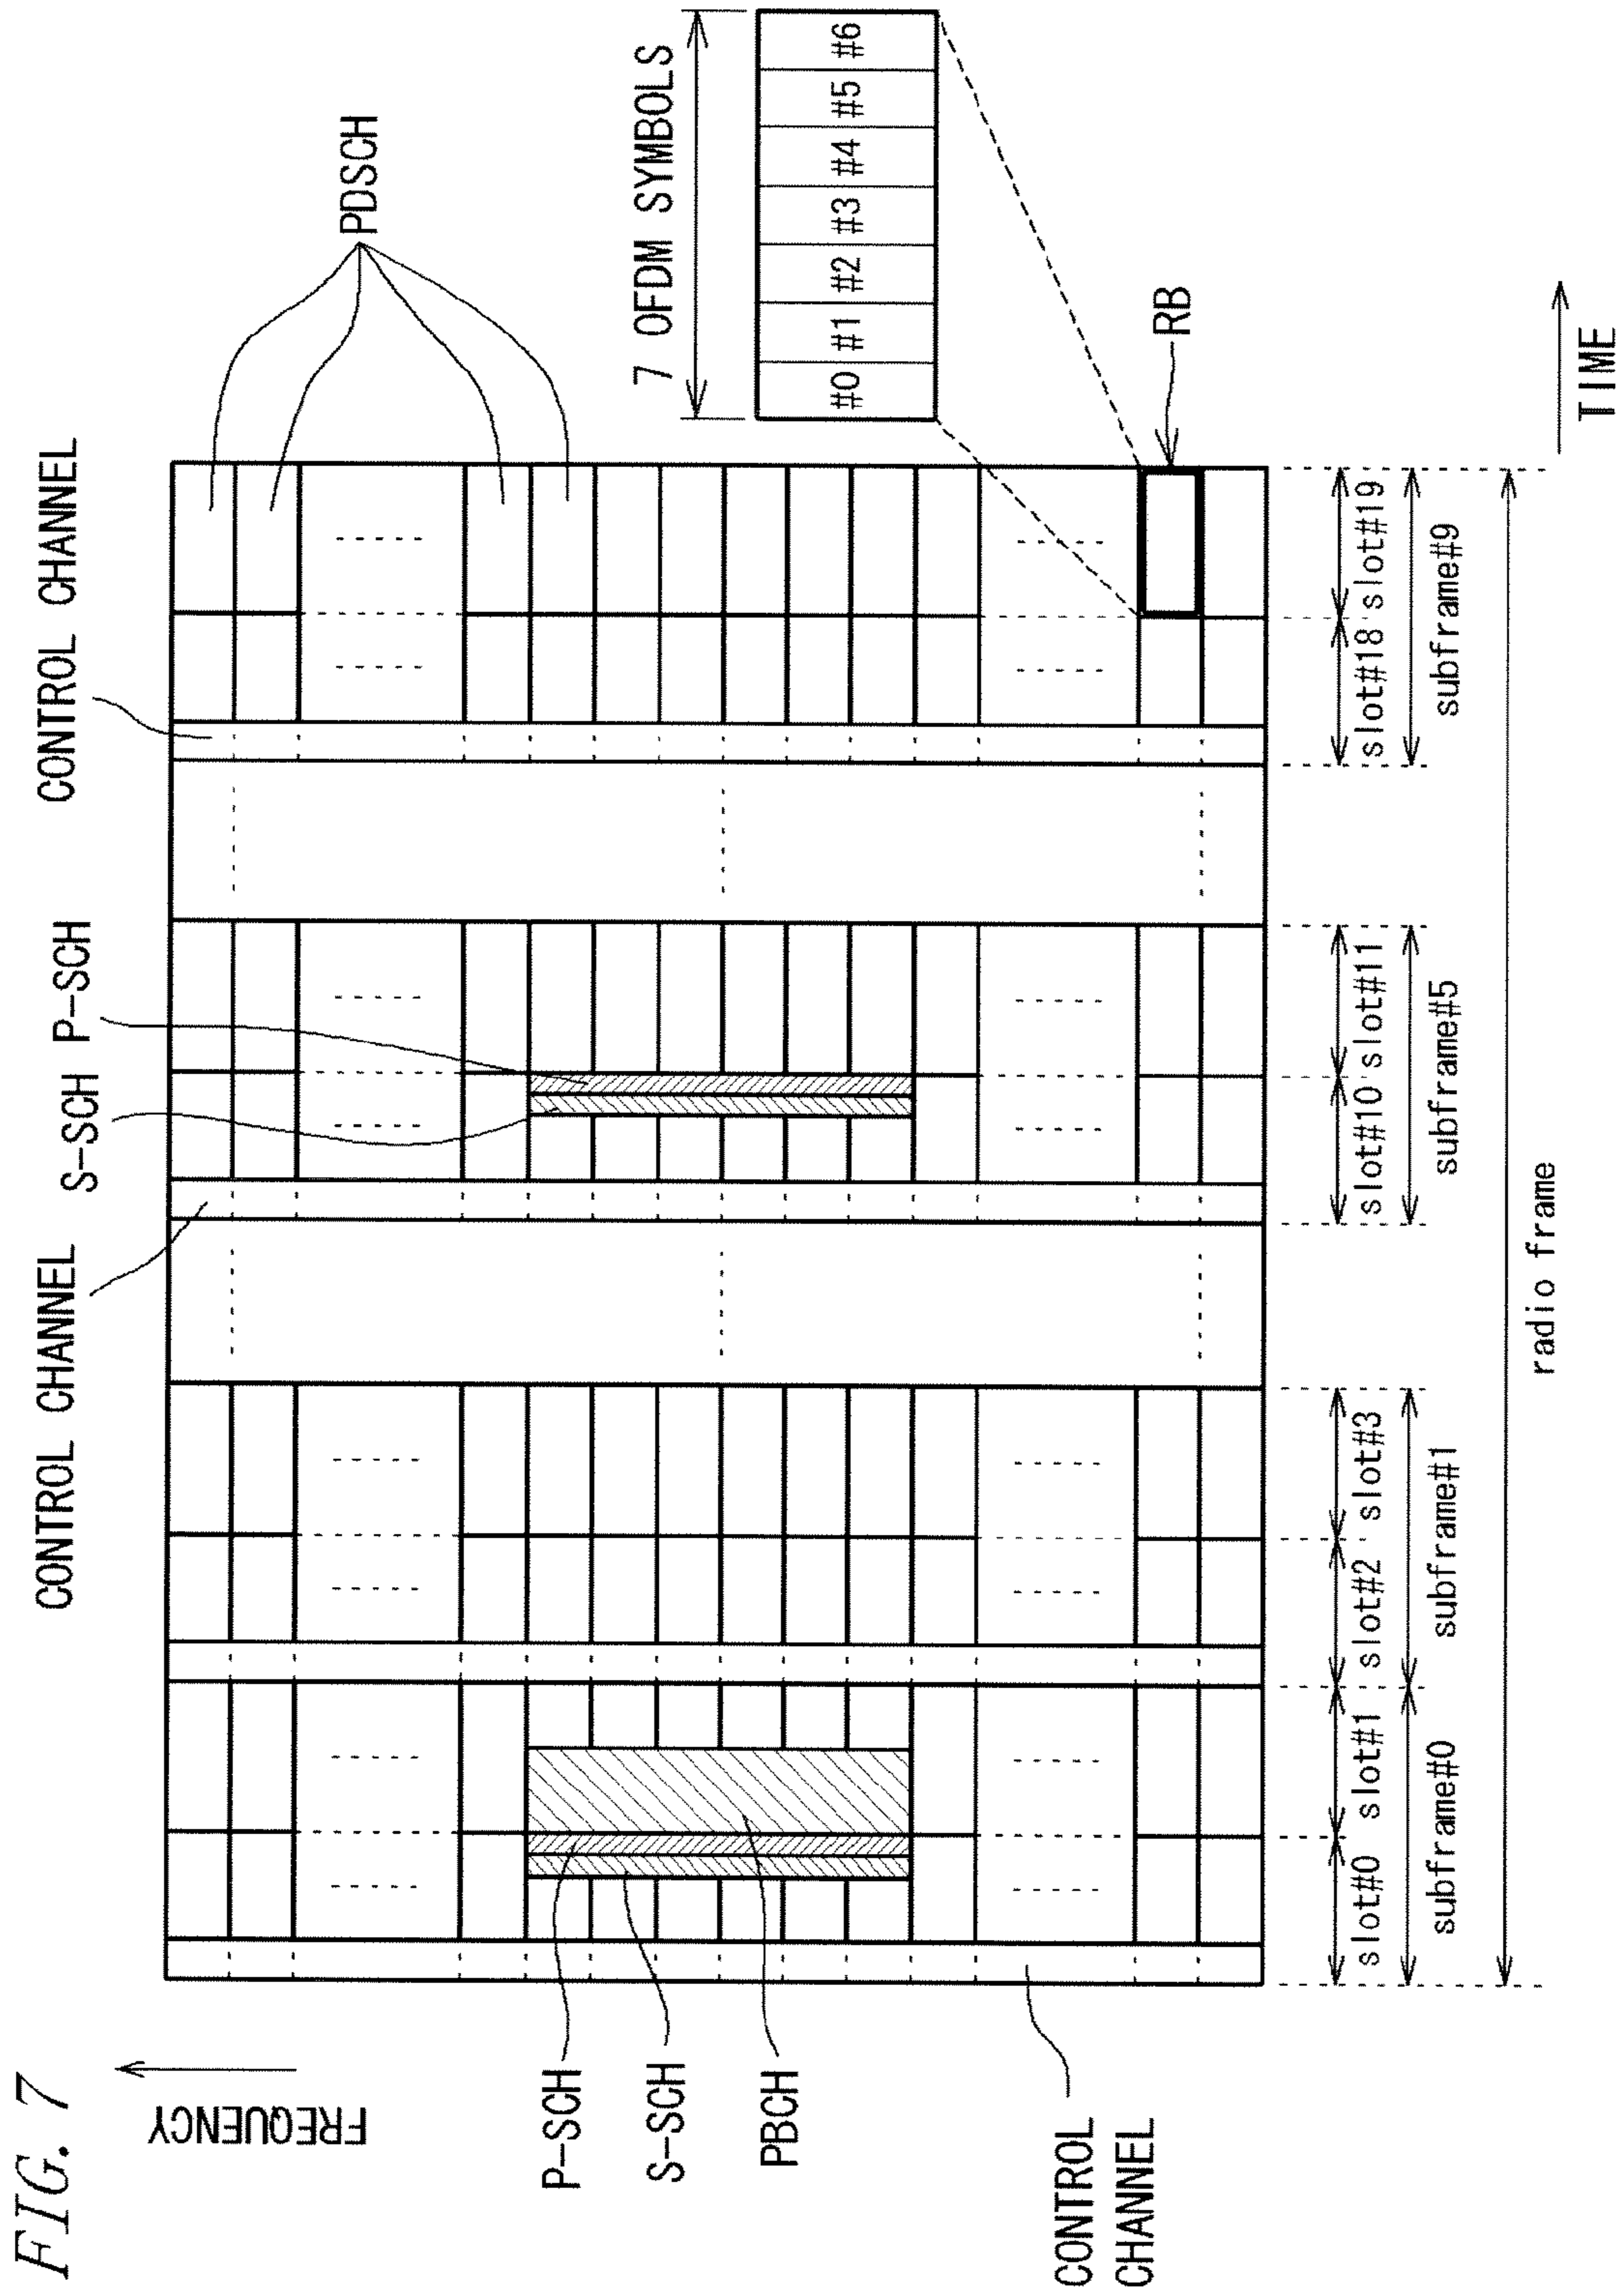 FIG. 7
FREQUENCY
CONTROL CHANNEL
S-SCH
P-SCH
CONTROL CHANNEL
PDSCH
7 OFDM SYMBOLS
#0
#1
#2
#3
#4
#5
#6
P-SCH
S-SCH
PBCH
CONTROL
CHANNEL
RB
slot#0
slot#1
slot#2
slot#3
slot#10
slot#11
slot#18
slot#19
subframe#0
subframe#1
subframe#5
subframe#9
radio frame
TIME